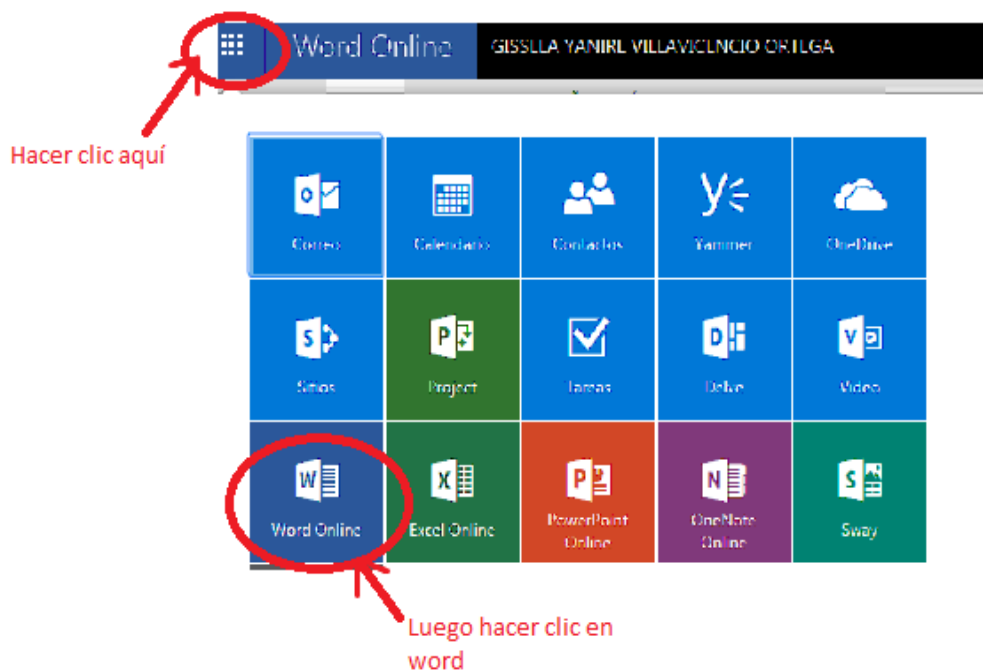 Word Online GISSELA YANIRE VILLAVICENCIO ORTEGA
Hacer clic aquí
Correo Calendario Contactos Yammer OneDrive
Sitios Project Tareas Delve Video
Word Online Excel Online PowerPoint Online OneNote Online Sway
Luego hacer clic en
word